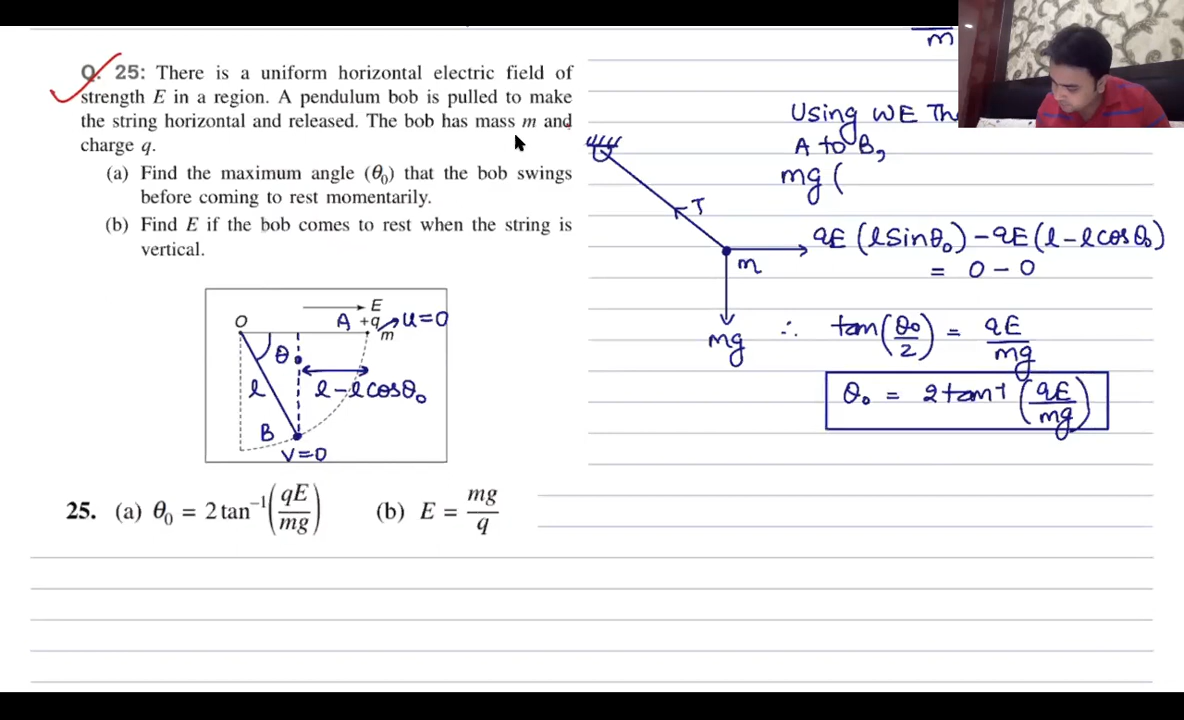 Q. 25: There is a uniform horizontal electric field of
strength E in a region. A pendulum bob is pulled to make
the string horizontal and released. The bob has mass m and
charge q.
(a) Find the maximum angle (θ₀) that the bob swings
before coming to rest momentarily.
(b) Find E if the bob comes to rest when the string is
vertical.
E
O
A +q u=0
m
θ₀
l
l-lcosθ₀
B
V=0
25. (a) θ₀ = 2 tan⁻¹(qE/mg) (b) E = mg/q
m
T
m
mg
Using WE Th
A to B,
mg (
qE (lSinθ₀) - qE (l - lcosθ₀)
= 0 - 0
∴ tan(θ₀/2) = qE/mg
θ₀ = 2tan⁻¹(qE/mg)